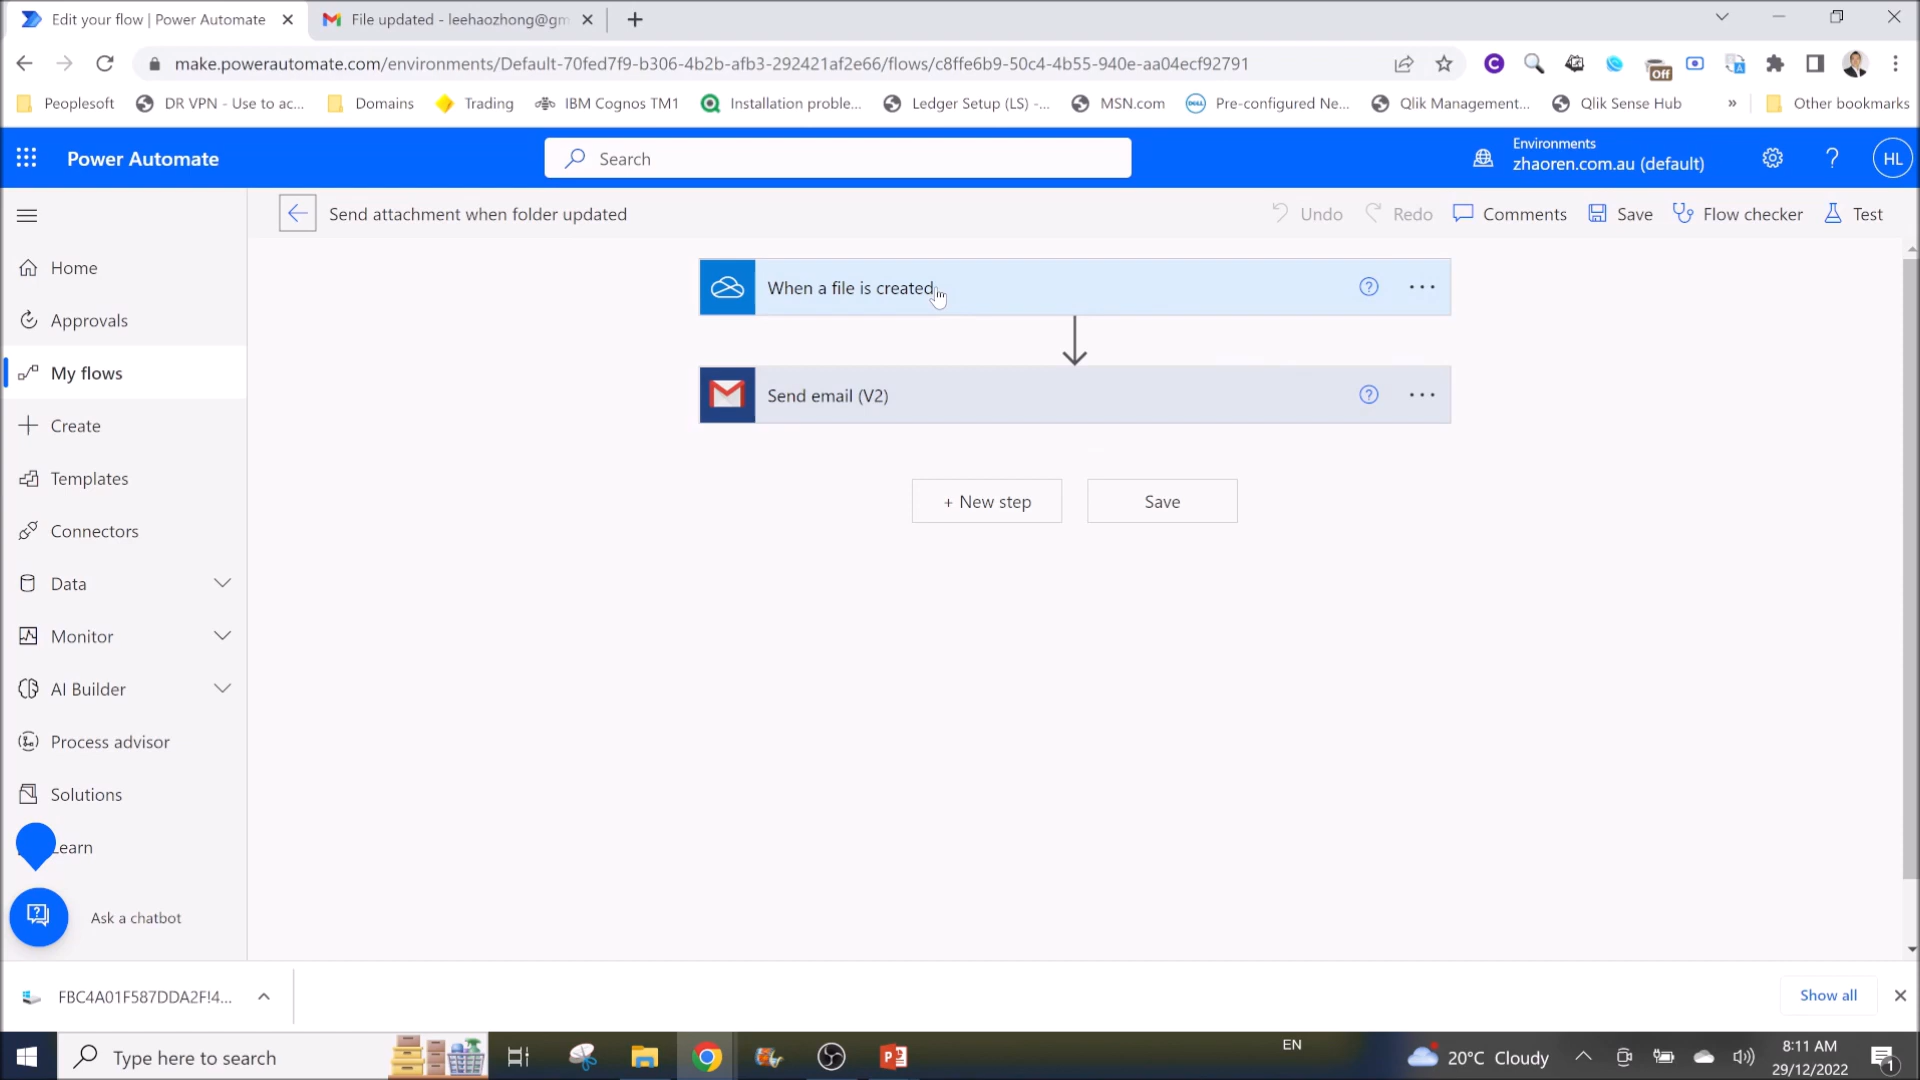 Edit your flow | Power Automate
File updated - leehaozhong@gm
make.powerautomate.com/environments/Default-70fed7f9-b306-4b2b-afb3-292421af2e66/flows/c8ffe6b9-50c4-4b55-940e-aa04ecf92791
Off
Peoplesoft
DR VPN - Use to ac...
Domains
Trading
IBM Cognos TM1
Installation proble...
Ledger Setup (LS) -...
MSN.com
Pre-configured Ne...
Qlik Management...
Qlik Sense Hub
»
Other bookmarks
Power Automate
Search
Environments
zhaoren.com.au (default)
?
HL
Send attachment when folder updated
Undo
Redo
Comments
Save
Flow checker
Test
Home
Approvals
My flows
Create
Templates
Connectors
Data
Monitor
AI Builder
Process advisor
Solutions
Learn
Ask a chatbot
When a file is created
Send email (V2)
+ New step
Save
FBC4A01F587DDA2F!4...
Show all
Type here to search
EN
20°C Cloudy
8:11 AM
29/12/2022
1